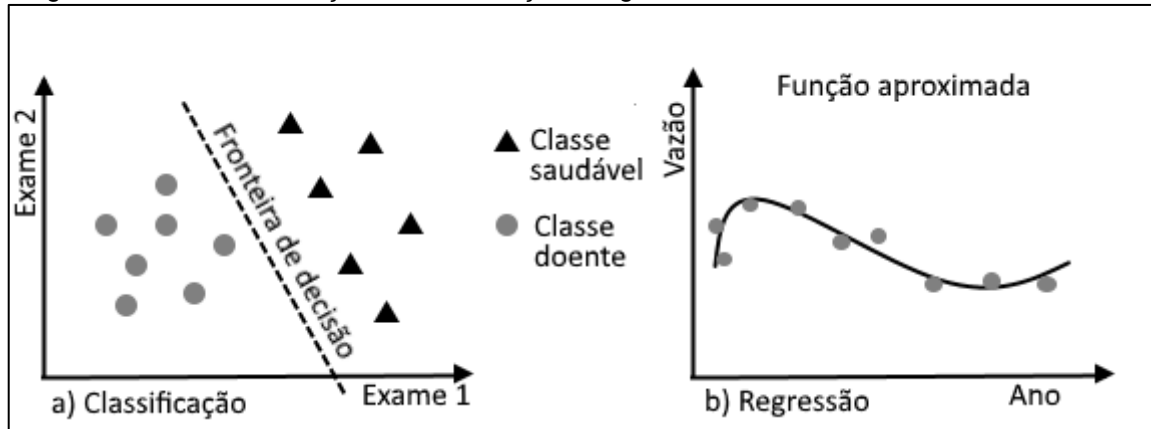 Exame 2
Fronteira de decisão
Classe
saudável
Classe
doente
a) Classificação
Exame 1
Função aproximada
Vazão
b) Regressão
Ano